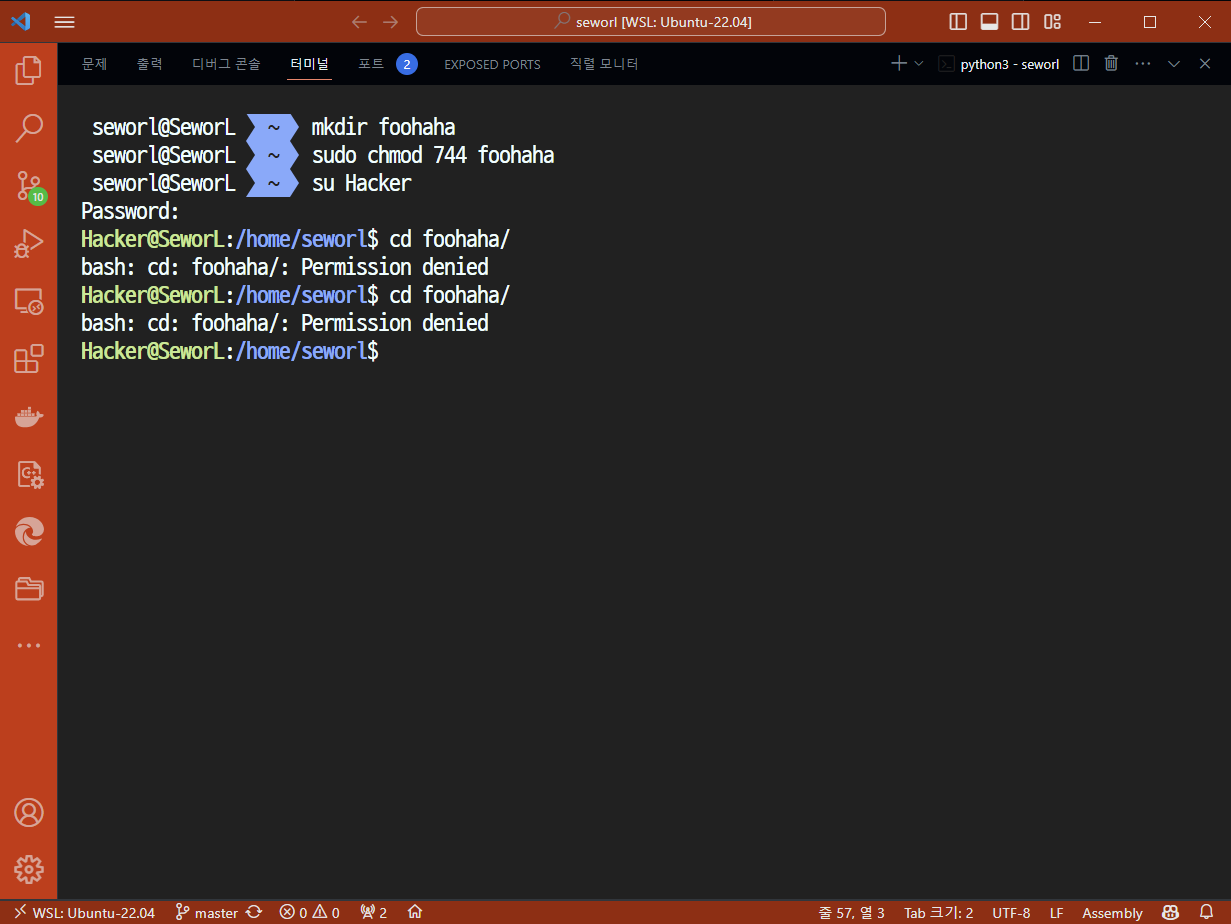 seworl [WSL: Ubuntu-22.04]
문제 출력 디버그 콘솔 터미널 포트 2 EXPOSED PORTS 직렬 모니터 python3 - seworl
seworl@SeworL ~ mkdir foohaha
seworl@SeworL ~ sudo chmod 744 foohaha
seworl@SeworL ~ su Hacker
Password:
Hacker@SeworL:/home/seworl$ cd foohaha/
bash: cd: foohaha/: Permission denied
Hacker@SeworL:/home/seworl$ cd foohaha/
bash: cd: foohaha/: Permission denied
Hacker@SeworL:/home/seworl$
10
WSL: Ubuntu-22.04 master 0 0 2 줄 57, 열 3 Tab 크기: 2 UTF-8 LF Assembly